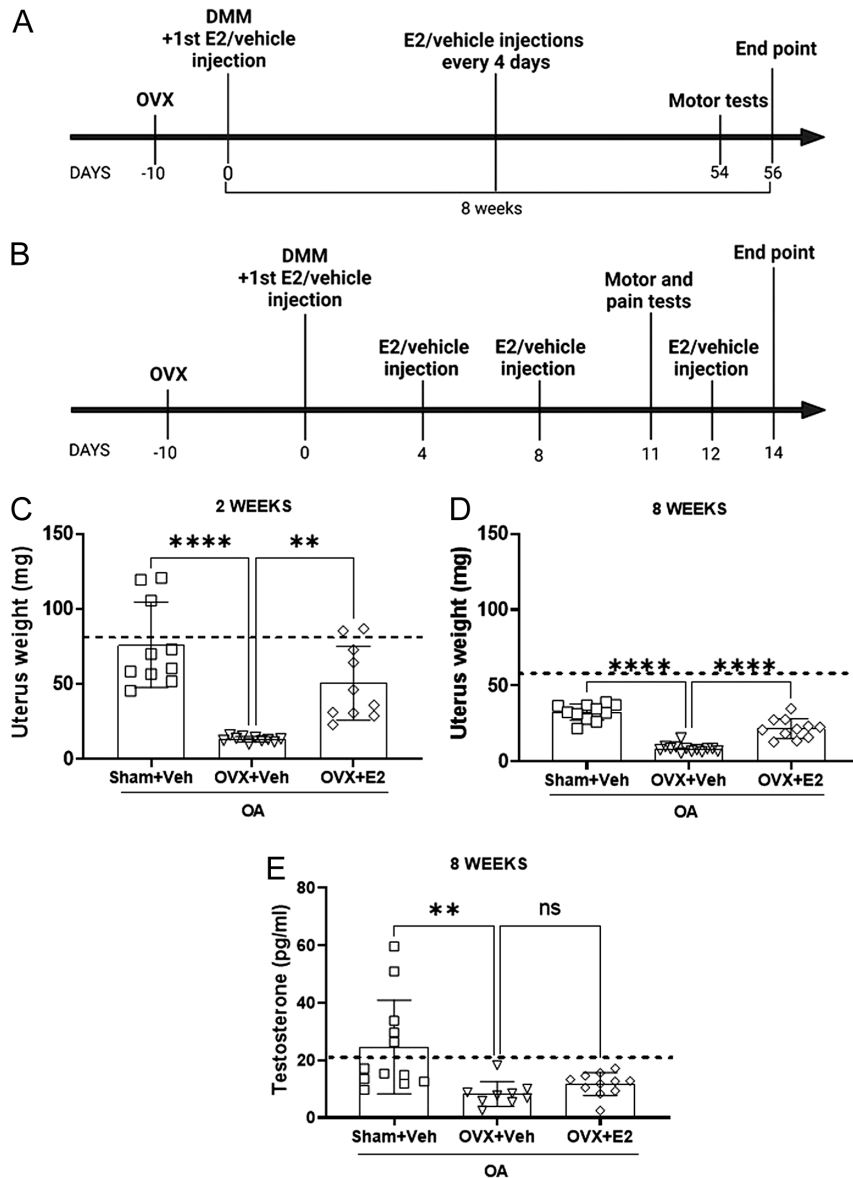 A
DMM
+1st E2/vehicle
injection
E2/vehicle injections
every 4 days
End point
OVX
Motor tests
DAYS -10 0 54 56
8 weeks
B
DMM
+1st E2/vehicle
injection
End point
Motor and
pain tests
E2/vehicle
injection
E2/vehicle
injection
E2/vehicle
injection
OVX
DAYS -10 0 4 8 11 12 14
C
2 WEEKS
Uterus weight (mg)
150
100
50
0
**** **
Sham+Veh OVX+Veh OVX+E2
OA
D
8 WEEKS
Uterus weight (mg)
150
100
50
0
**** ****
Sham+Veh OVX+Veh OVX+E2
OA
E
8 WEEKS
Testosterone (pg/ml)
80
60
40
20
0
** ns
Sham+Veh OVX+Veh OVX+E2
OA